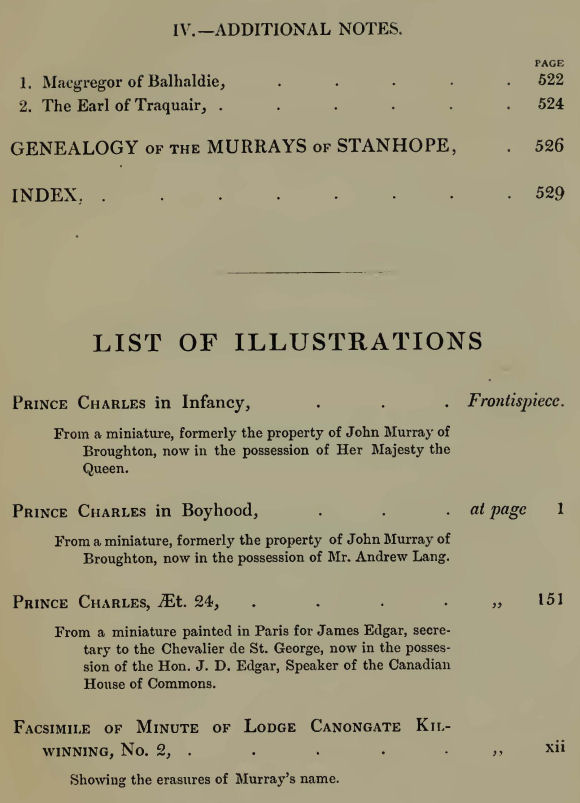 IV.—ADDITIONAL NOTES.
PAGE
1. Macgregor of Balhaldie, . . . . . 522
2. The Earl of Traquair, . . . . . . 524
GENEALOGY OF THE MURRAYS OF STANHOPE, . 526
INDEX, . . . . . . . . 529
LIST OF ILLUSTRATIONS
PRINCE CHARLES in Infancy, . . . Frontispiece.
From a miniature, formerly the property of John Murray of
Broughton, now in the possession of Her Majesty the
Queen.
PRINCE CHARLES in Boyhood, . . . at page 1
From a miniature, formerly the property of John Murray of
Broughton, now in the possession of Mr. Andrew Lang.
PRINCE CHARLES, Æt. 24, . . . . „ 151
From a miniature painted in Paris for James Edgar, secre-
tary to the Chevalier de St. George, now in the posses-
sion of the Hon. J. D. Edgar, Speaker of the Canadian
House of Commons.
FACSIMILE OF MINUTE OF LODGE CANONGATE KIL-
WINNING, No. 2, . . . . . „ xii
Showing the erasures of Murray's name.